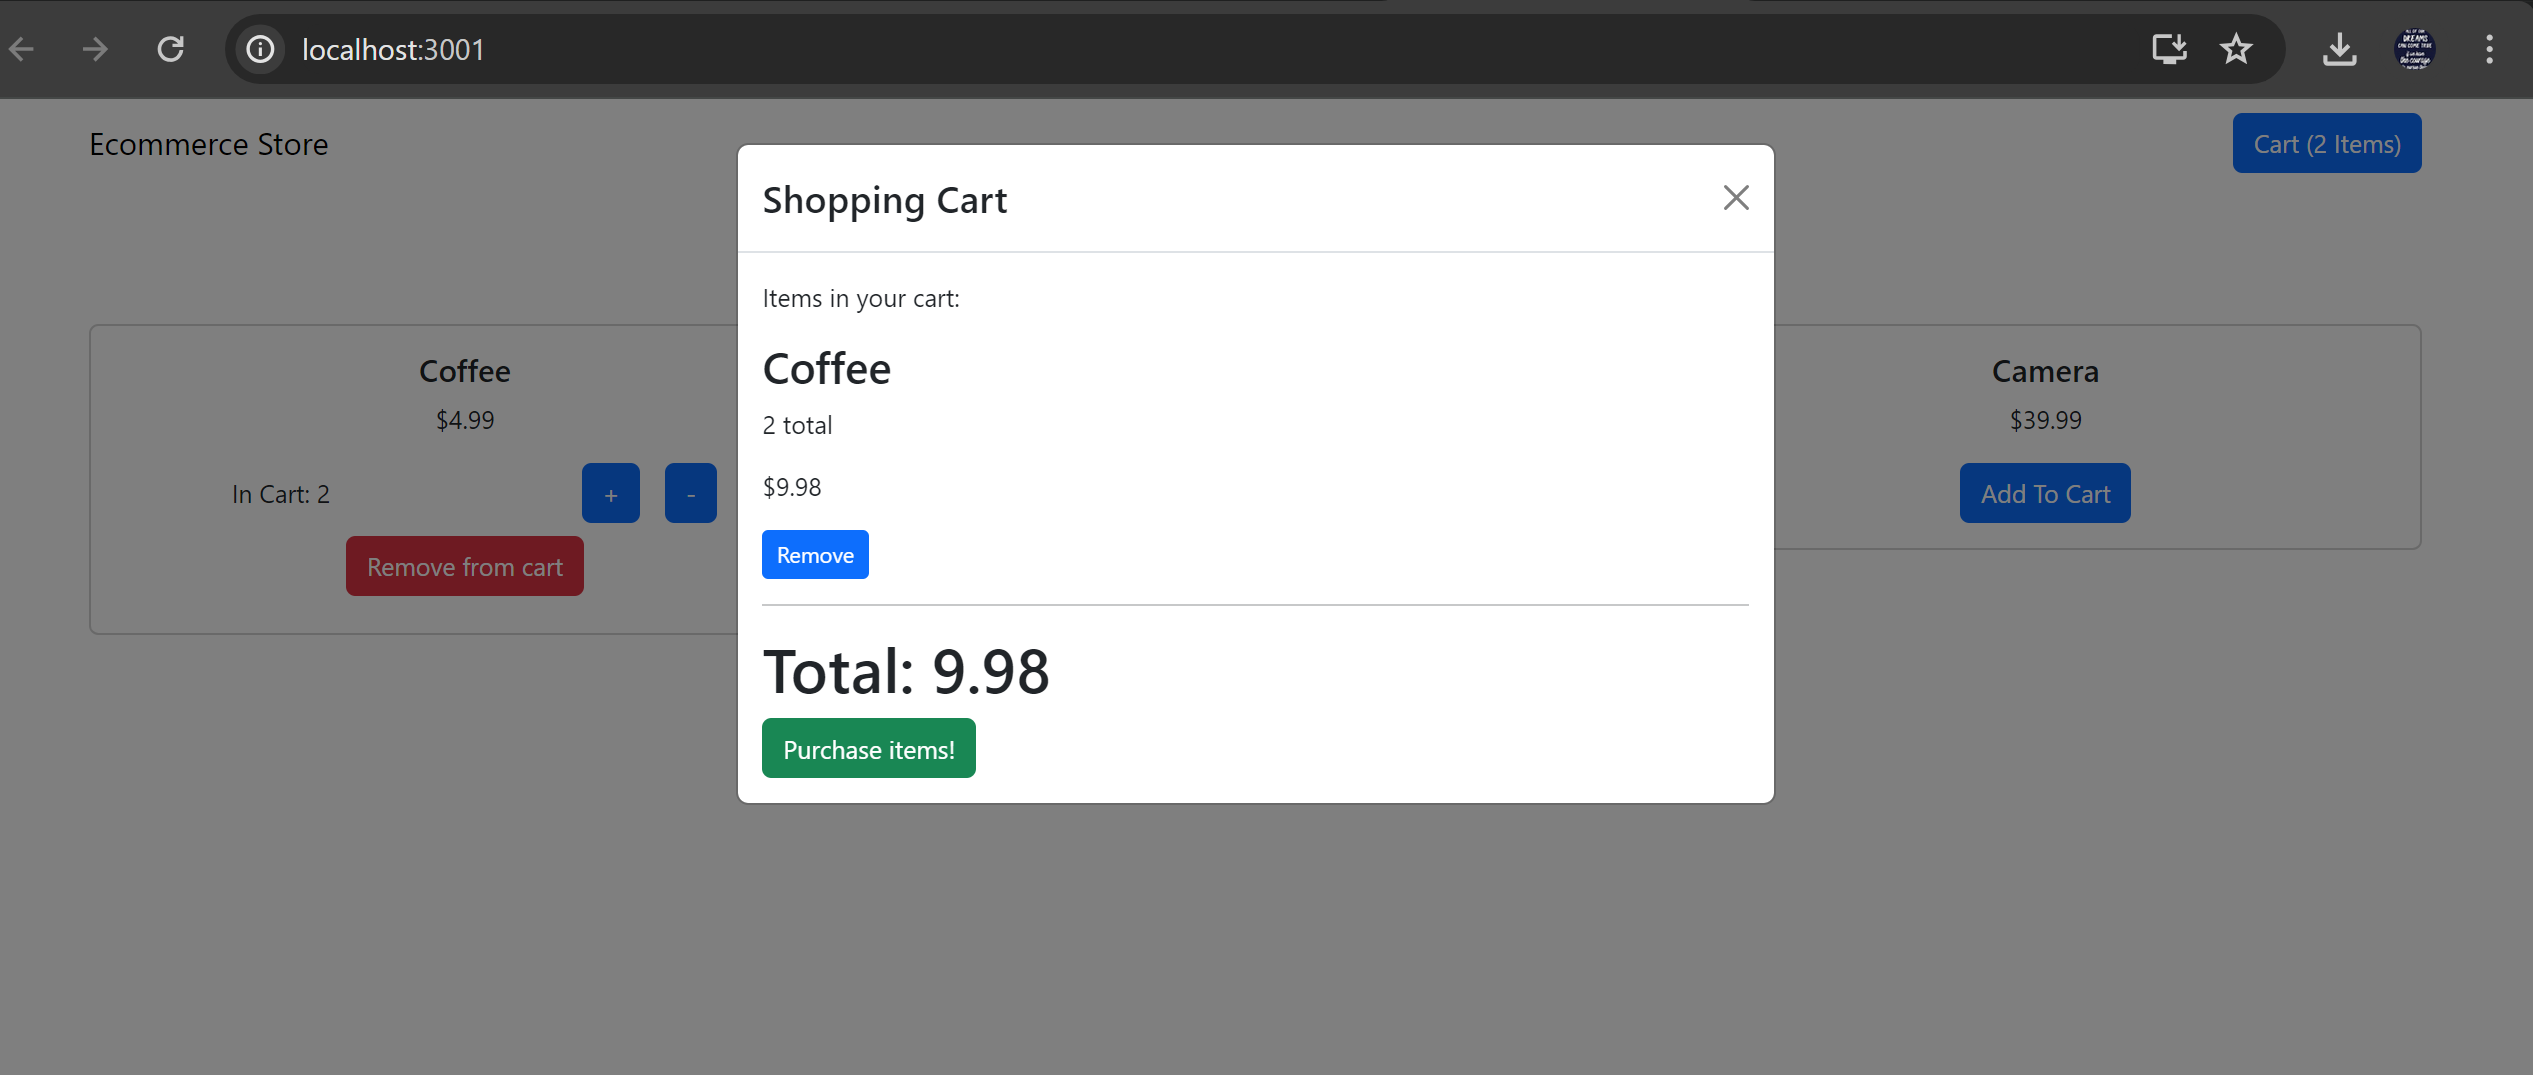 localhost:3001
Ecommerce Store
Cart (2 Items)
Shopping Cart
Items in your cart:
Coffee
2 total
$9.98
Remove
Total: 9.98
Purchase items!
Coffee
$4.99
In Cart: 2
+
-
Remove from cart
Camera
$39.99
Add To Cart